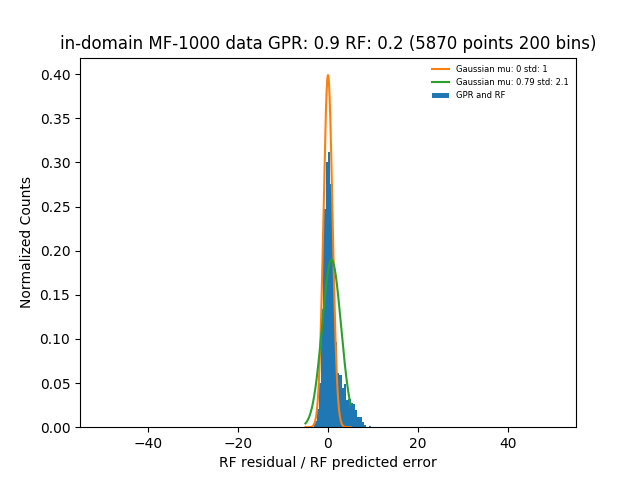 in-domain MF-1000 data GPR: 0.9 RF: 0.2 (5870 points 200 bins)
Gaussian mu: 0 std: 1
Gaussian mu: 0.79 std: 2.1
GPR and RF
Normalized Counts
0.40
0.35
0.30
0.25
0.20
0.15
0.10
0.05
0.00
−40
−20
0
20
40
RF residual / RF predicted error